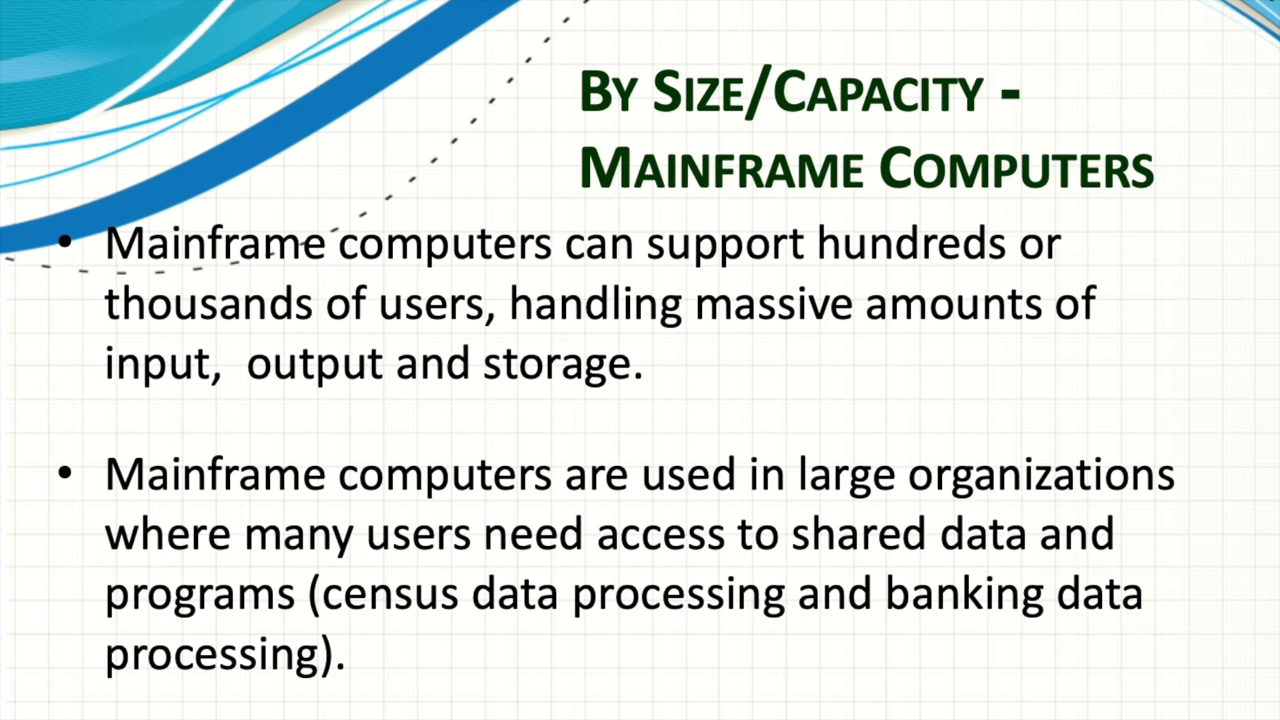 BY SIZE/CAPACITY -
MAINFRAME COMPUTERS
• Mainframe computers can support hundreds or
thousands of users, handling massive amounts of
input,  output and storage.
• Mainframe computers are used in large organizations
where many users need access to shared data and
programs (census data processing and banking data
processing).